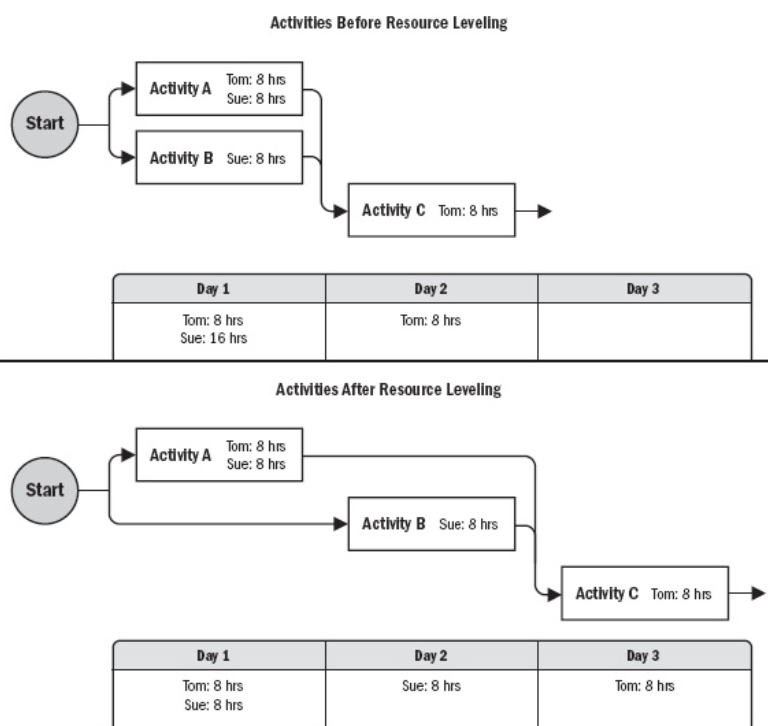 Activities Before Resource Leveling
Start
Activity A
Tom: 8 hrs
Sue: 8 hrs
Activity B Sue: 8 hrs
Activity C Tom: 8 hrs
Day 1 Day 2 Day 3
Tom: 8 hrs Tom: 8 hrs
Sue: 16 hrs
Activities After Resource Leveling
Start
Activity A
Tom: 8 hrs
Sue: 8 hrs
Activity B Sue: 8 hrs
Activity C Tom: 8 hrs
Day 1 Day 2 Day 3
Tom: 8 hrs Sue: 8 hrs Tom: 8 hrs
Sue: 8 hrs